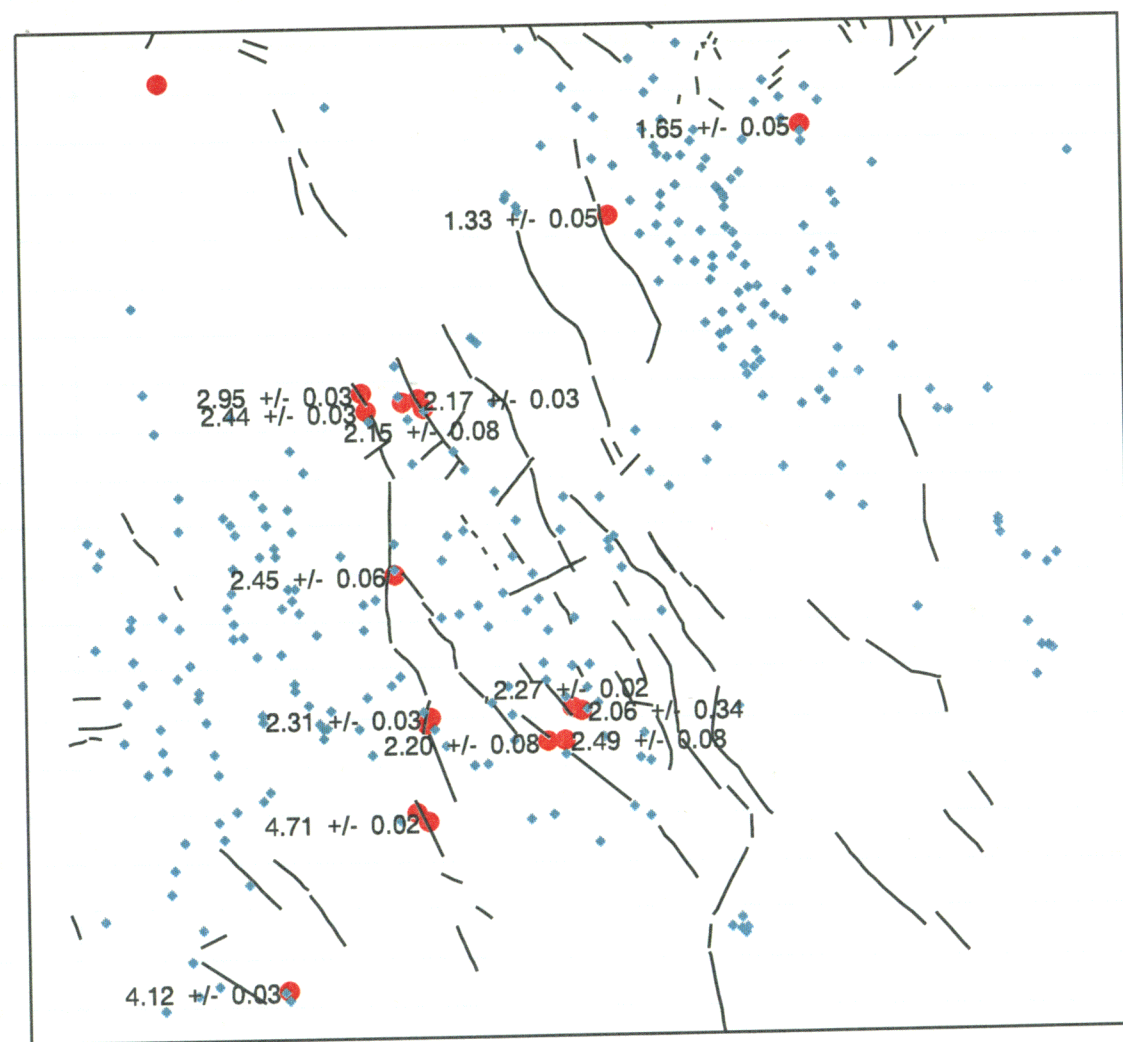 1.65 +/- 0.05
1.33 +/- 0.05
2.95 +/- 0.03
2.17 +/- 0.03
2.44 +/- 0.03
2.15 +/- 0.08
2.45 +/- 0.06
2.27 +/- 0.02
2.06 +/- 0.34
2.31 +/- 0.03
2.20 +/- 0.08
2.49 +/- 0.08
4.71 +/- 0.02
4.12 +/- 0.03